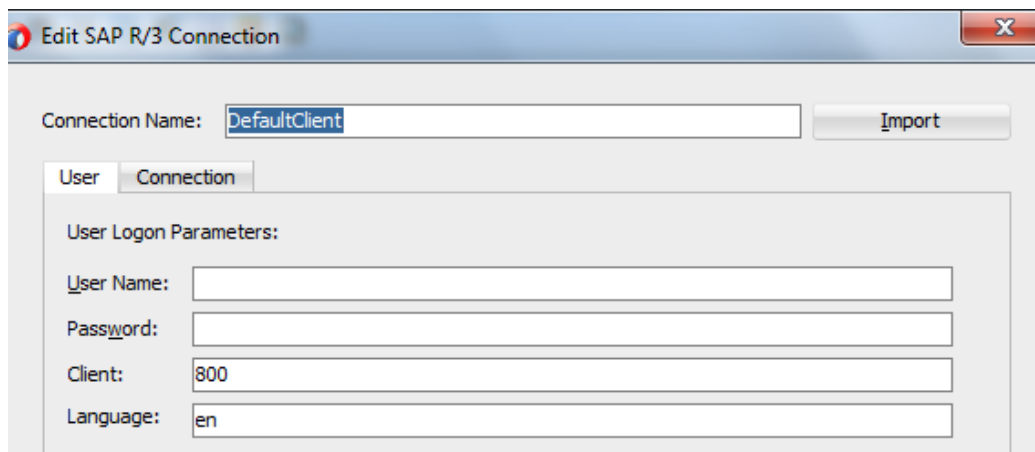 Edit SAP R/3 Connection
Connection Name: DefaultClient Import
User Connection
User Logon Parameters:
User Name:
Password:
Client: 800
Language: en